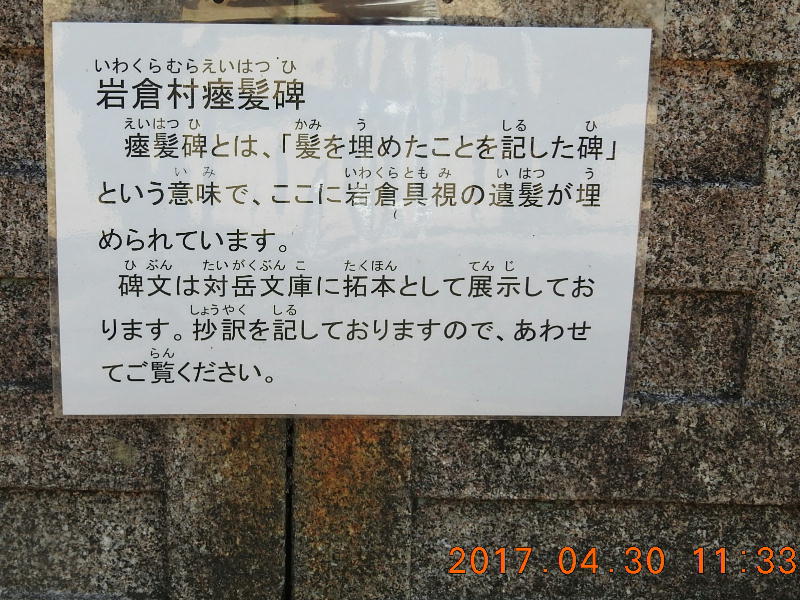 いわくらむらえいはつ ひ
岩倉村瘞髪碑
えいはつ ひ かみ う しる ひ
瘞髪碑とは、「髪を埋めたことを記した碑」
い み いわくらとも み い はつ う
という意味で、ここに岩倉具視の遺髪が埋
められています。
ひ ぶん たいがくぶん こ たくほん てん じ
碑文は対岳文庫に拓本として展示してお
しょうやく しる
ります。抄訳を記しておりますので、あわせ
らん
てご覧ください。
2017.04.30 11:33